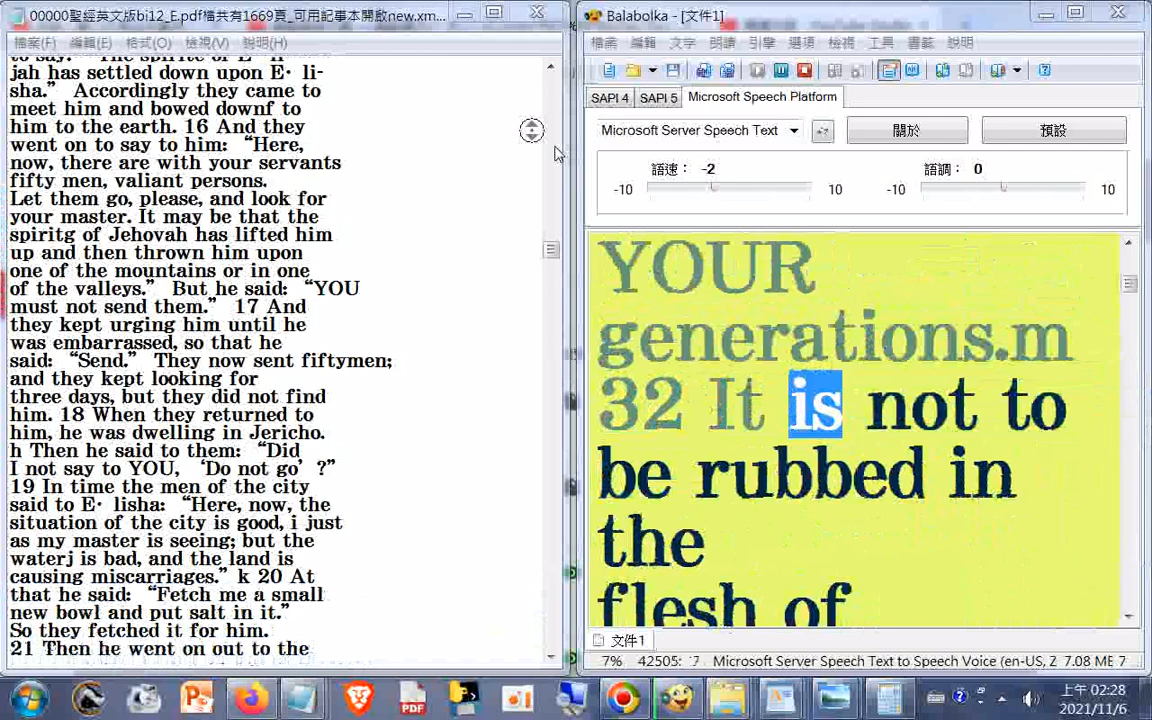 00000聖經英文版bi12_E.pdf檔共有1669頁_可用記事本開啟new.xm...
檔案(F) 編輯(E) 格式(O) 檢視(V) 說明(H)
jah has settled down upon E· li-
sha.” Accordingly they came to
meet him and bowed downf to
him to the earth. 16 And they
went on to say to him: “Here,
now, there are with your servants
fifty men, valiant persons.
Let them go, please, and look for
your master. It may be that the
spiritg of Jehovah has lifted him
up and then thrown him upon
one of the mountains or in one
of the valleys.” But he said: “YOU
must not send them.” 17 And
they kept urging him until he
was embarrassed, so that he
said: “Send.” They now sent fiftymen;
and they kept looking for
three days, but they did not find
him. 18 When they returned to
him, he was dwelling in Jericho.
h Then he said to them: “Did
I not say to YOU, ‘Do not go’?”
19 In time the men of the city
said to E· lisha: “Here, now, the
situation of the city is good, i just
as my master is seeing; but the
waterj is bad, and the land is
causing miscarriages.” k 20 At
that he said: “Fetch me a small
new bowl and put salt in it.”
So they fetched it for him.
21 Then he went on out to the
Balabolka - [文件1]
檔案 編輯 文字 朗讀 引擎 選項 檢視 工具 書籤 說明
SAPI 4 SAPI 5 Microsoft Speech Platform
Microsoft Server Speech Text 關於 預設
語速： -2 語調： 0
-10 10 -10 10
YOUR
generations.m
32 It is not to
be rubbed in
the
flesh of
文件1
7% 42505: Microsoft Server Speech Text to Speech Voice (en-US, Z 7.08 ME 7
上午 02:28
2021/11/6